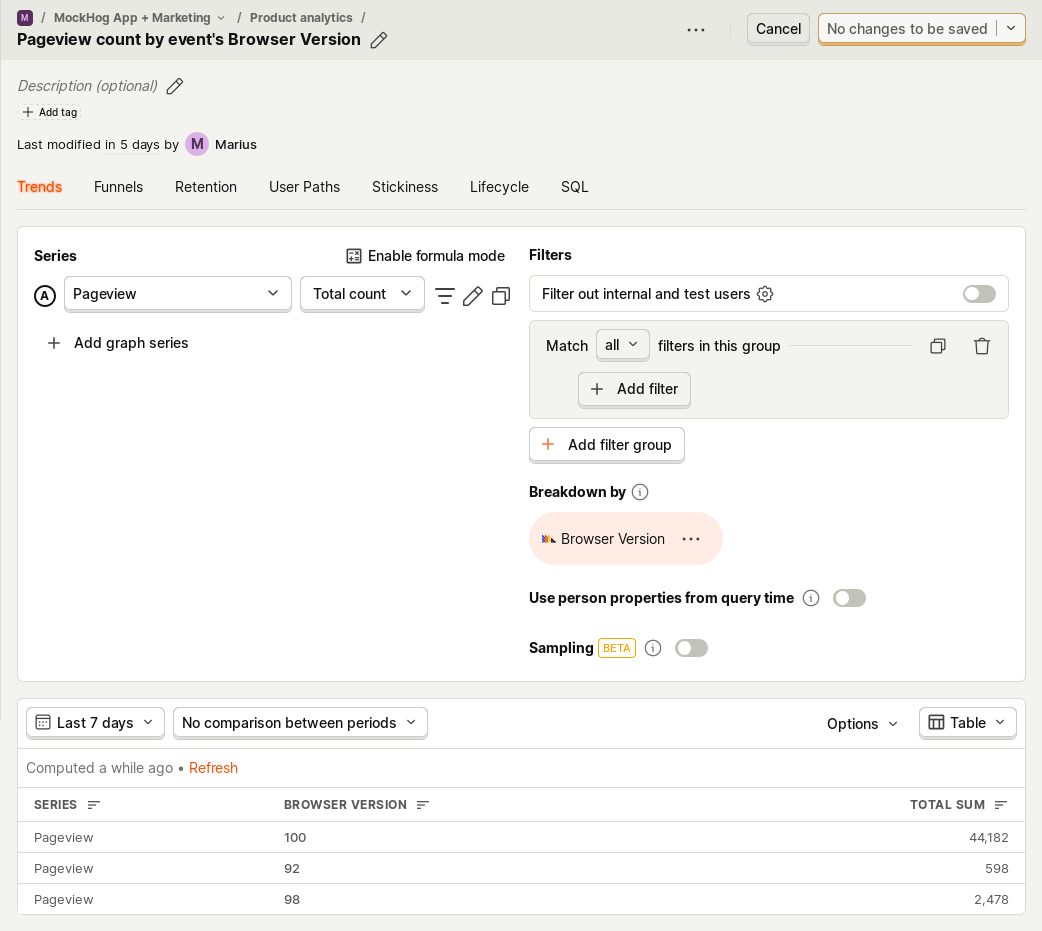 M / MockHog App + Marketing / Product analytics /
Pageview count by event's Browser Version
Cancel
No changes to be saved
Description (optional)
Add tag
Last modified in 5 days by M Marius
Trends Funnels Retention User Paths Stickiness Lifecycle SQL
Series
Enable formula mode
A Pageview Total count
Add graph series
Filters
Filter out internal and test users
Match all filters in this group
Add filter
Add filter group
Breakdown by
Browser Version
Use person properties from query time
Sampling BETA
Last 7 days No comparison between periods Options Table
Computed a while ago • Refresh
SERIES BROWSER VERSION TOTAL SUM
Pageview 100 44,182
Pageview 92 598
Pageview 98 2,478